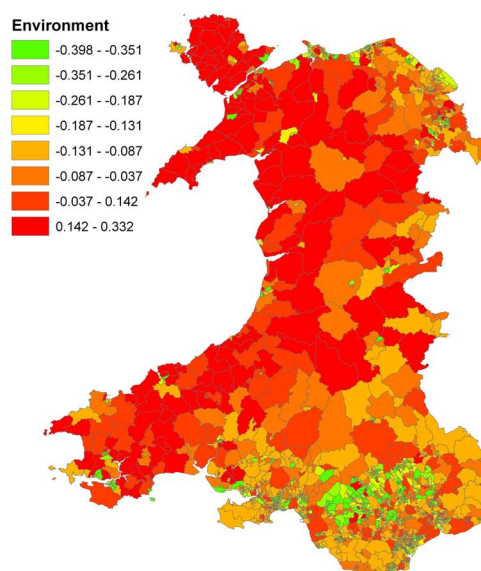 Environment
-0.398 - -0.351
-0.351 - -0.261
-0.261 - -0.187
-0.187 - -0.131
-0.131 - -0.087
-0.087 - -0.037
-0.037 - 0.142
0.142 - 0.332